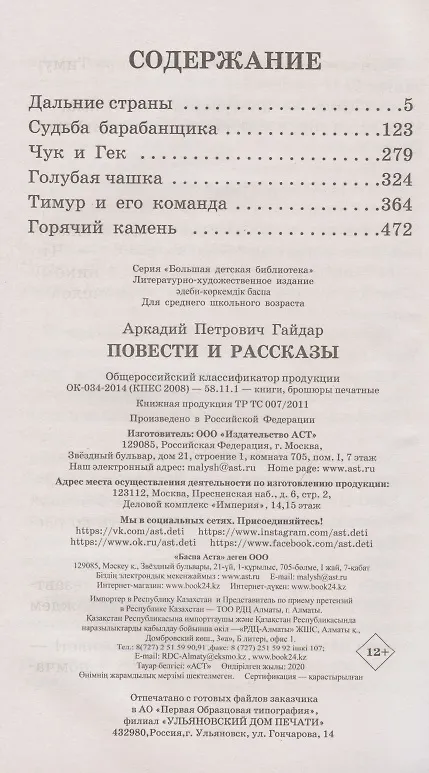 СОДЕРЖАНИЕ
Дальние страны . . . . . . . . . . . . . . . . . . . . .5
Судьба барабанщика . . . . . . . . . . . . . . .123
Чук и Гек . . . . . . . . . . . . . . . . . . . . . . .279
Голубая чашка . . . . . . . . . . . . . . . . . . . .324
Тимур и его команда . . . . . . . . . . . . . . .364
Горячий камень . . . . . . . . . . . . . . . . . . .472
Серия «Большая детская библиотека»
Литературно-художественное издание
әдеби-көркемдік баспа
Для среднего школьного возраста
Аркадий Петрович Гайдар
ПОВЕСТИ И РАССКАЗЫ
Общероссийский классификатор продукции
ОК-034-2014 (КПЕС 2008) — 58.11.1 — книги, брошюры печатные
Книжная продукция ТР ТС 007/2011
Произведено в Российской Федерации
Изготовитель: ООО «Издательство АСТ»
129085, Российская Федерация, г. Москва,
Звёздный бульвар, дом 21, строение 1, комната 705, пом. I, 7 этаж
Наш электронный адрес: malysh@ast.ru Home page: www.ast.ru
Адрес места осуществления деятельности по изготовлению продукции:
123112, Москва, Пресненская наб., д. 6, стр. 2,
Деловой комплекс «Империя», 14,15 этаж
Мы в социальных сетях. Присоединяйтесь!
https://vk.com/ast.deti https://www.instagram.com/ast.deti
https://www.ok.ru/ast.deti https://www.facebook.com/ast.deti
«Баспа Аста» деген ООО
129085, Мәскеу к., Звёздный бульвары, 21-үй, 1-құрылыс, 705-бөлме, I жай, 7-қабат
Біздің электрондық мекенжаймыз : www.ast.ru E-mail: malysh@ast.ru
Интернет-магазин: www.book24.kz Интернет-дүкен: www.book24.kz
Импортер в Республику Казахстан и Представитель по приему претензий
в Республике Казахстан — ТОО РДЦ Алматы, г. Алматы.
Қазақстан Республикасына импорттаушы және Қазақстан Республикасында
наразылықтарды қабылдау бойынша өкіл —«РДЦ-Алматы» ЖШС, Алматы қ.,
Домбровский көш., 3«а», Б литері, офис 1.
Тел.: 8(727) 2 51 59 90,91 ,факс: 8 (727) 251 59 92 ішкі 107;
E-mail: RDC-Almaty@eksmo.kz , www.book24.kz
Тауар белгісі: «АСТ» Өндірілген жылы: 2020
Өнімнің жарамдылық мерзімі шектелмеген. Сертификация — қарастырылған
12+
Отпечатано с готовых файлов заказчика
в АО «Первая Образцовая типография»,
филиал «УЛЬЯНОВСКИЙ ДОМ ПЕЧАТИ»
432980,Россия,г. Ульяновск, ул. Гончарова, 14